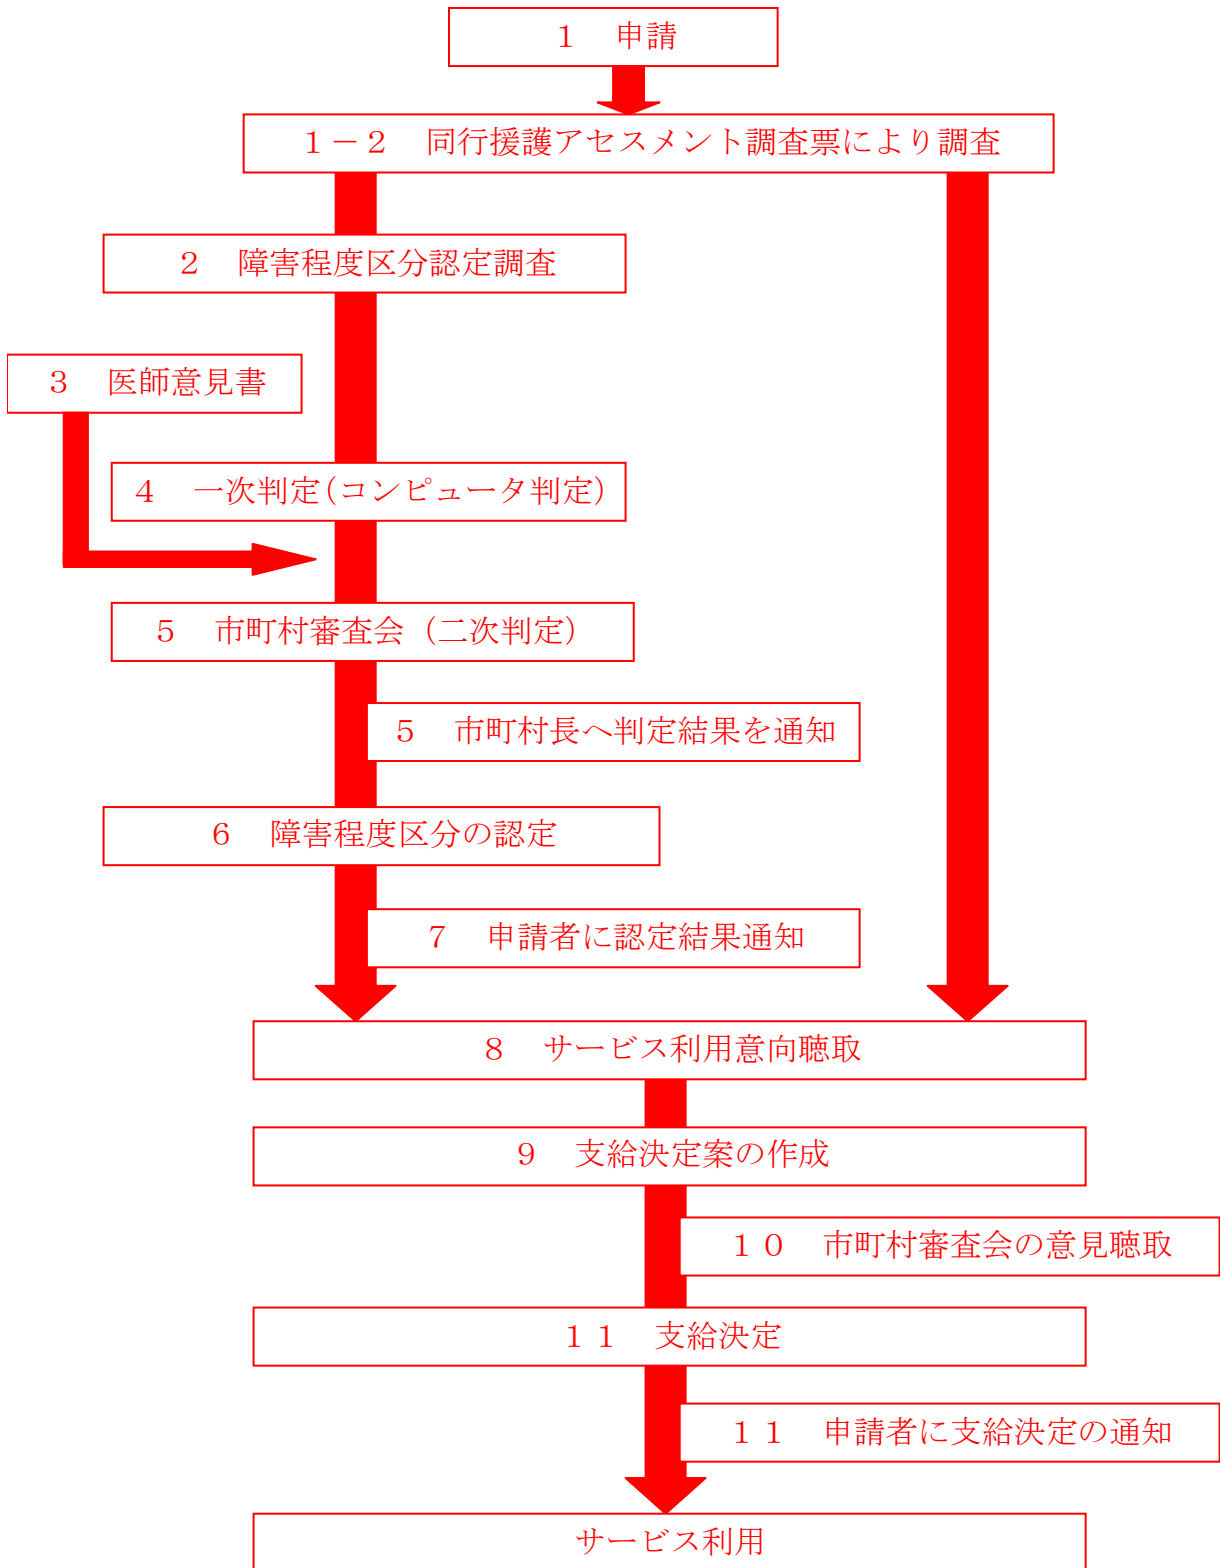 １　申請
１－２　同行援護アセスメント調査票により調査
２　障害程度区分認定調査
３　医師意見書
４　一次判定（コンピュータ判定）
５　市町村審査会（二次判定）
５　市町村長へ判定結果を通知
６　障害程度区分の認定
７　申請者に認定結果通知
８　サービス利用意向聴取
９　支給決定案の作成
１０　市町村審査会の意見聴取
１１　支給決定
１１　申請者に支給決定の通知
サービス利用